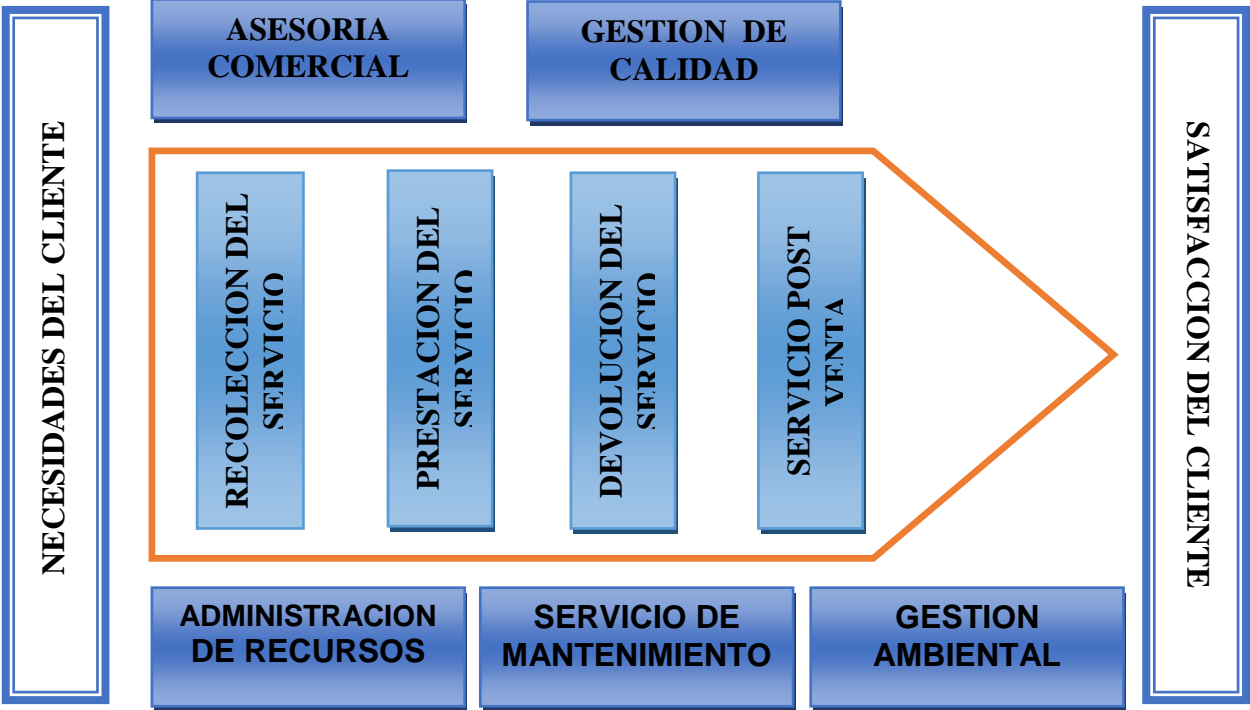 NECESIDADES DEL CLIENTE
ASESORIA
COMERCIAL
GESTION DE
CALIDAD
RECOLECCION DEL
SERVICIO
PRESTACION DEL
SERVICIO
DEVOLUCION DEL
SERVICIO
SERVICIO POST
VENTA
ADMINISTRACION
DE RECURSOS
SERVICIO DE
MANTENIMIENTO
GESTION
AMBIENTAL
SATISFACCION DEL CLIENTE